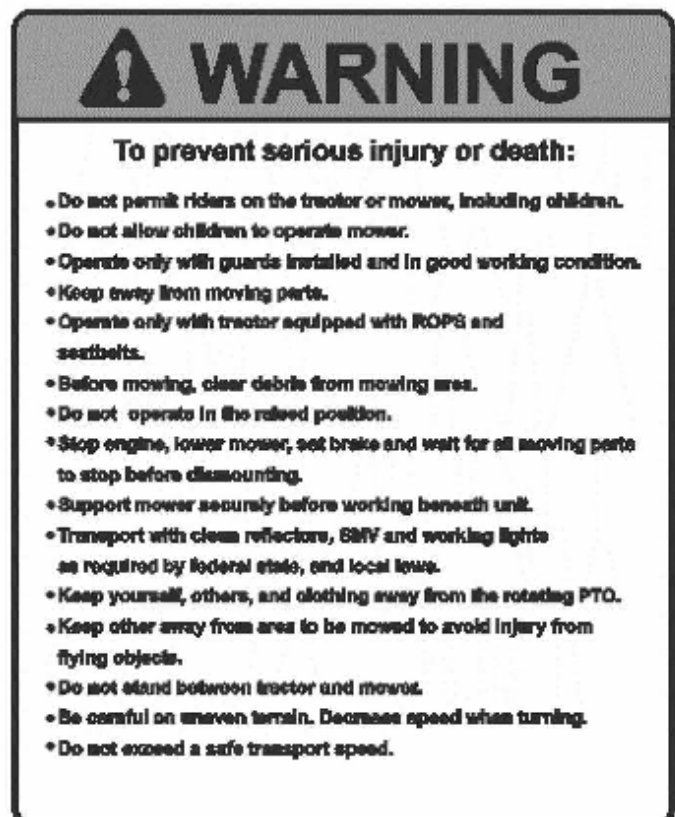 WARNING
To prevent serious injury or death:
• Do not permit riders on the tractor or mower, including children.
• Do not allow children to operate mower.
• Operate only with guards installed and in good working condition.
• Keep away from moving parts.
• Operate only with tractor equipped with ROPS and
seatbelts.
• Before mowing, clear debris from mowing area.
• Do not operate in the raised position.
• Stop engine, lower mower, set brake and wait for all moving parts
to stop before dismounting.
• Support mower securely before working beneath unit.
• Transport with clean reflectors, SMV and working lights
as required by federal state, and local laws.
• Keep yourself, others, and clothing away from the rotating PTO.
• Keep other away from area to be mowed to avoid injury from
flying objects.
• Do not stand between tractor and mower.
• Be careful on uneven terrain. Decrease speed when turning.
• Do not exceed a safe transport speed.